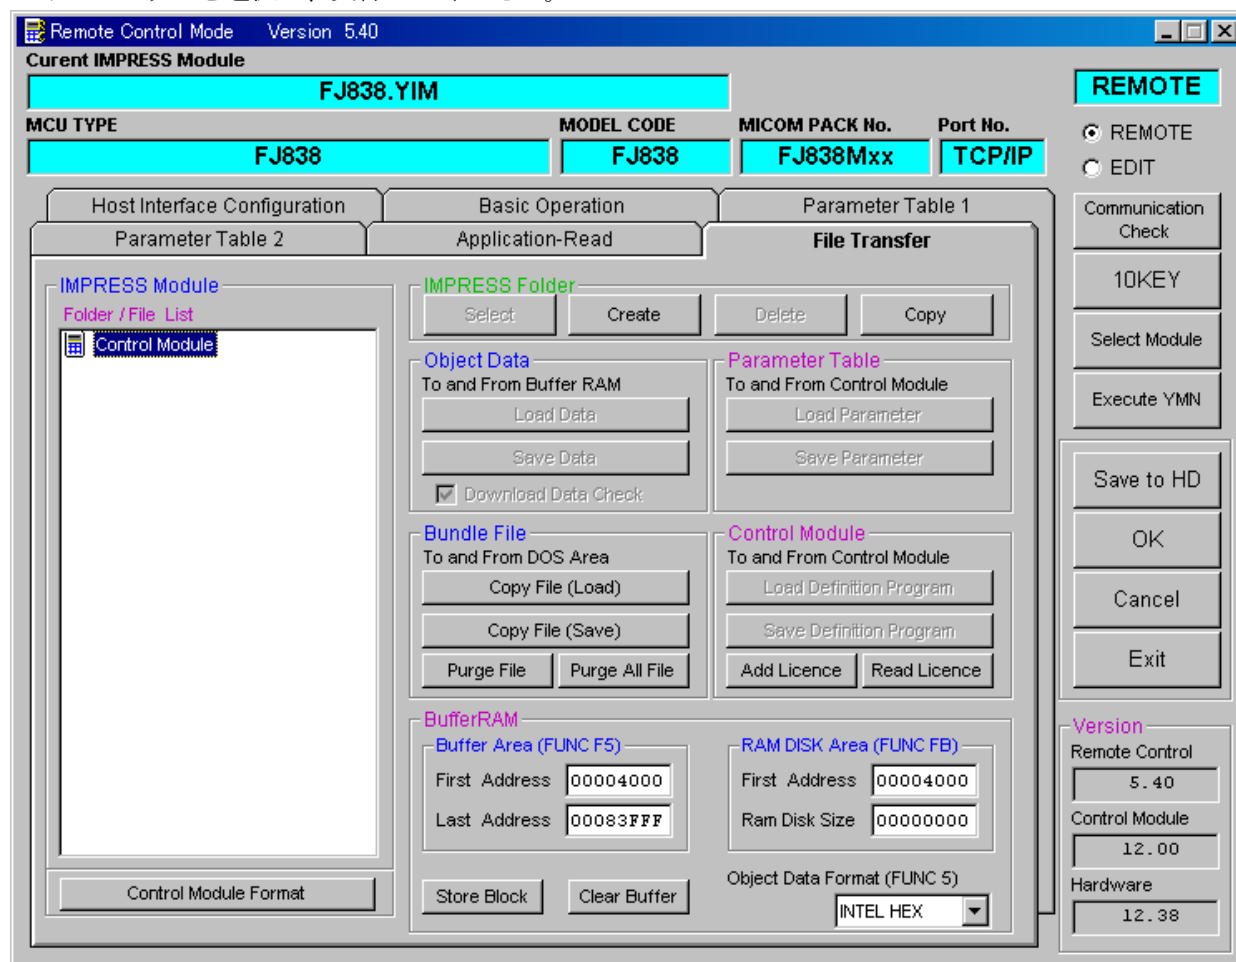 Remote Control Mode Version 5.40
Curent IMPRESS Module
FJ838.YIM
REMOTE
MCU TYPE
MODEL CODE
MICOM PACK No.
Port No.
FJ838
FJ838
FJ838Mxx
TCP/IP
REMOTE
EDIT
Host Interface Configuration
Basic Operation
Parameter Table 1
Parameter Table 2
Application-Read
File Transfer
Communication
Check
10KEY
Select Module
Execute YMN
Save to HD
OK
Cancel
Exit
IMPRESS Module
Folder / File List
Control Module
Control Module Format
IMPRESS Folder
Select
Create
Delete
Copy
Object Data
To and From Buffer RAM
Load Data
Save Data
Download Data Check
Parameter Table
To and From Control Module
Load Parameter
Save Parameter
Bundle File
To and From DOS Area
Copy File (Load)
Copy File (Save)
Purge File
Purge All File
Control Module
To and From Control Module
Load Definition Program
Save Definition Program
Add Licence
Read Licence
BufferRAM
Buffer Area (FUNC F5)
First Address 00004000
Last Address 00083FFF
RAM DISK Area (FUNC FB)
First Address 00004000
Ram Disk Size 00000000
Store Block
Clear Buffer
Object Data Format (FUNC 5)
INTEL HEX
Version
Remote Control
5.40
Control Module
12.00
Hardware
12.38